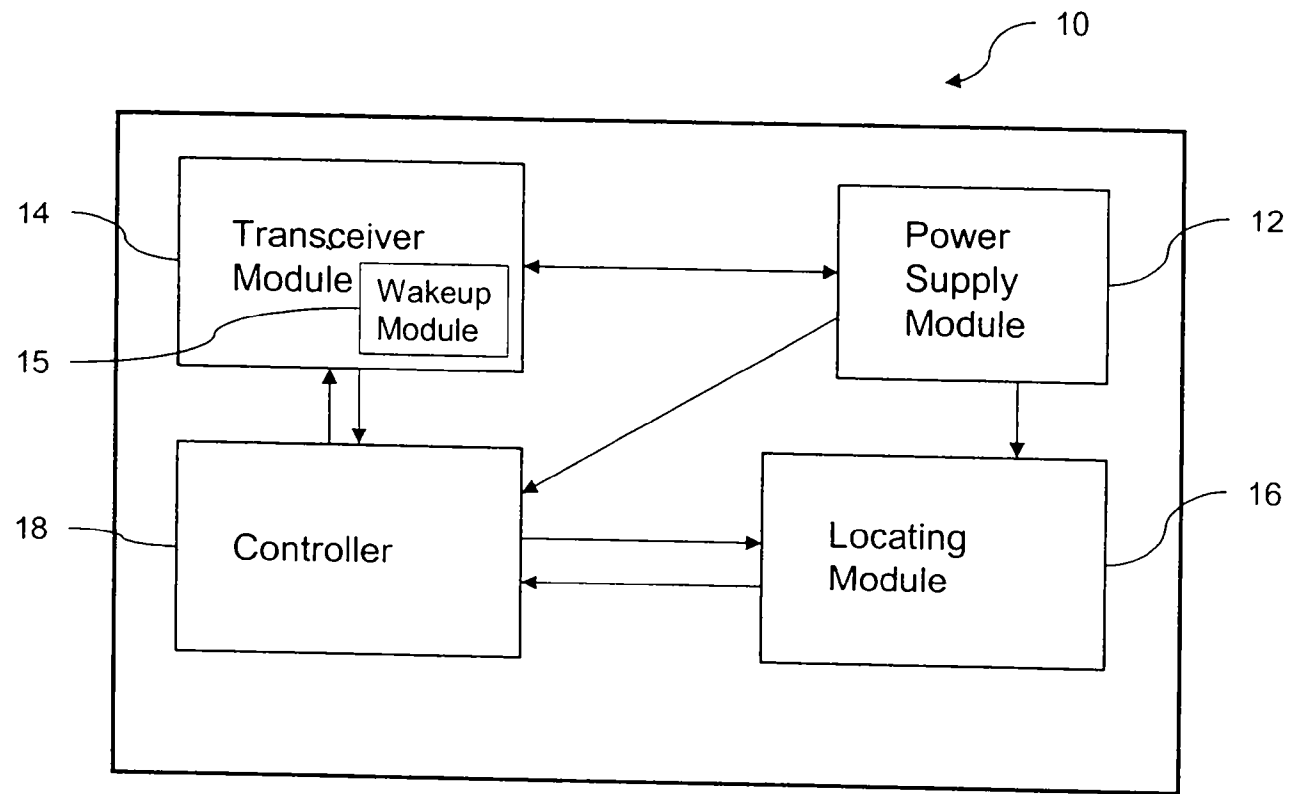 10
14
Transceiver
Module
Wakeup
Module
15
Power
Supply
Module
12
18
Controller
Locating
Module
16